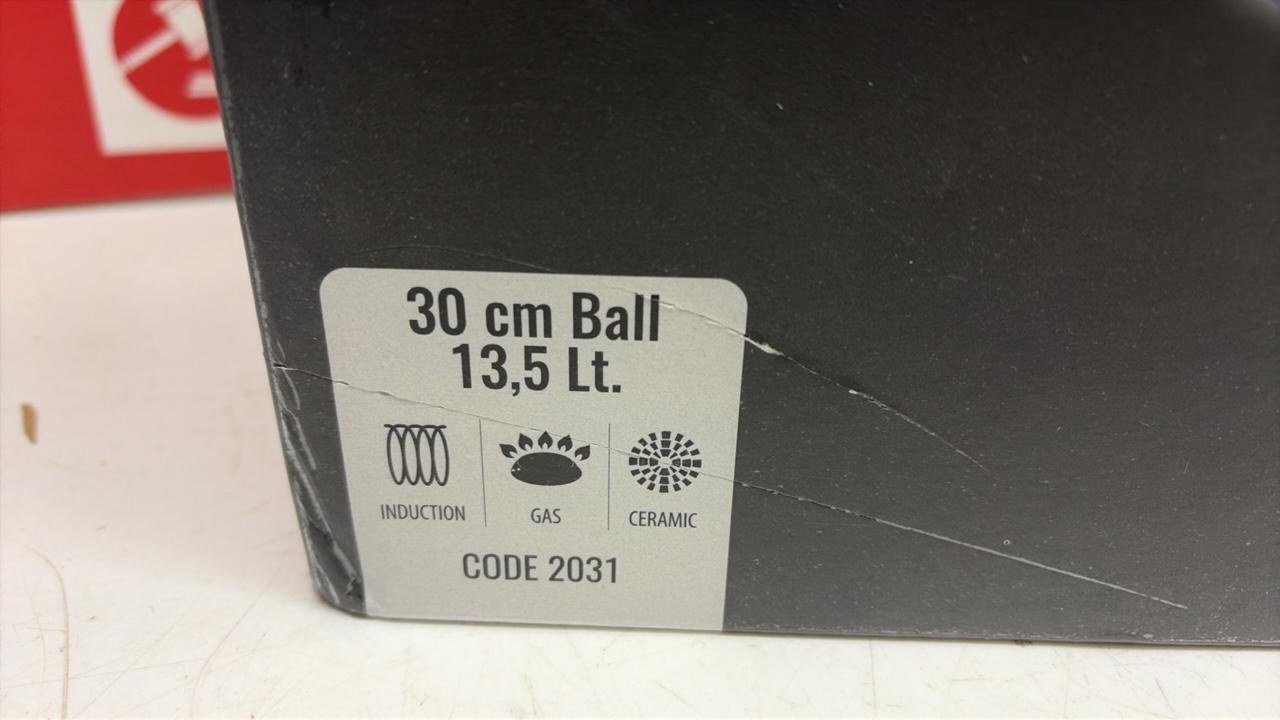 30 cm Ball
13,5 Lt.
INDUCTION
GAS
CERAMIC
CODE 2031